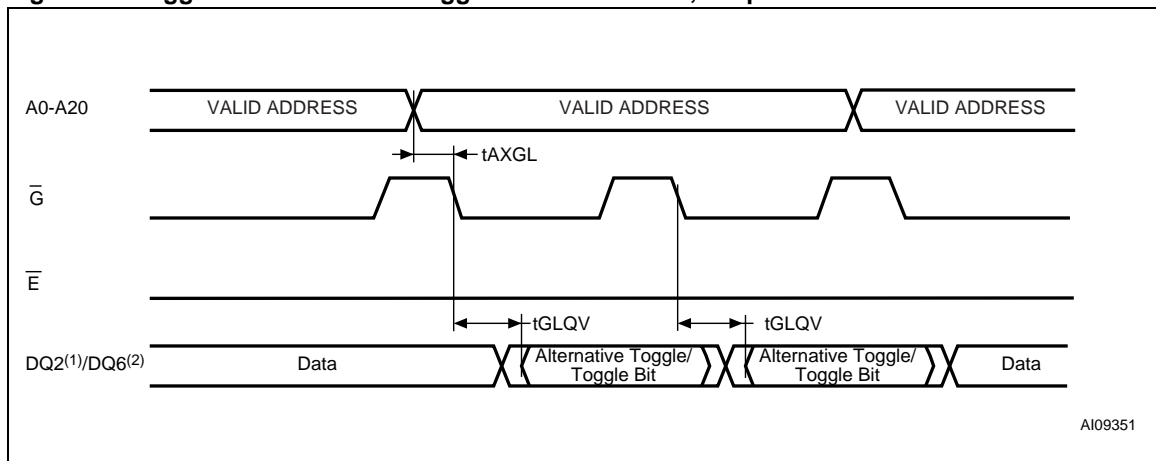 A0-A20
VALID ADDRESS
VALID ADDRESS
VALID ADDRESS
tAXGL
G̅
E̅
tGLQV
tGLQV
DQ2(1)/DQ6(2)
Data
Alternative Toggle/
Toggle Bit
Alternative Toggle/
Toggle Bit
Data
AI09351